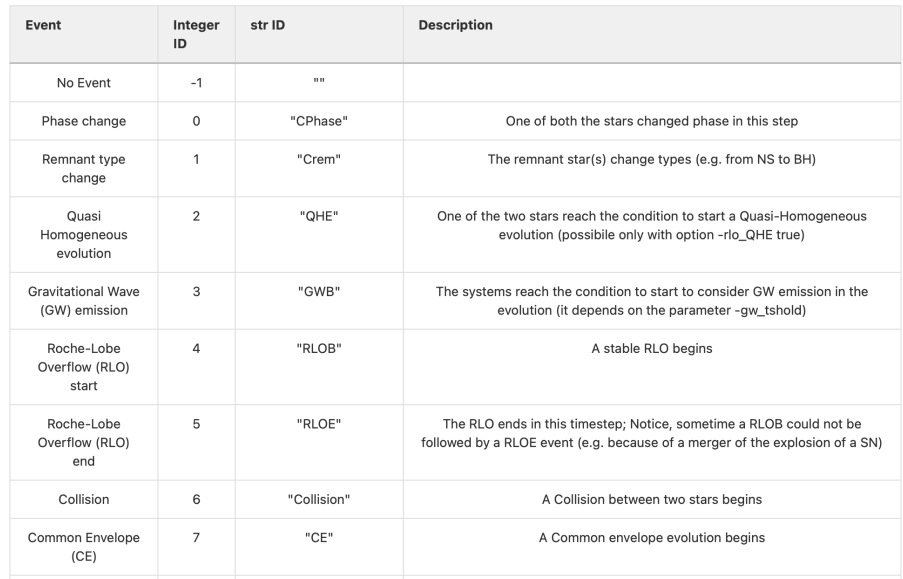 Event Integer ID str ID Description
No Event -1 ""
Phase change 0 "CPhase" One of both the stars changed phase in this step
Remnant type change 1 "Crem" The remnant star(s) change types (e.g. from NS to BH)
Quasi Homogeneous evolution 2 "QHE" One of the two stars reach the condition to start a Quasi-Homogeneous
evolution (possibile only with option -rlo_QHE true)
Gravitational Wave (GW) emission 3 "GWB" The systems reach the condition to start to consider GW emission in the
evolution (it depends on the parameter -gw_tshold)
Roche-Lobe Overflow (RLO) start 4 "RLOB" A stable RLO begins
Roche-Lobe Overflow (RLO) end 5 "RLOE" The RLO ends in this timestep; Notice, sometime a RLOB could not be
followed by a RLOE event (e.g. because of a merger of the explosion of a SN)
Collision 6 "Collision" A Collision between two stars begins
Common Envelope (CE) 7 "CE" A Common envelope evolution begins